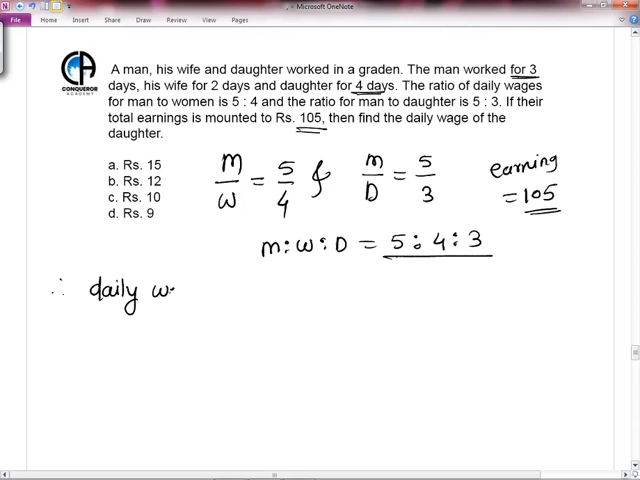 Microsoft OneNote
File Home Insert Share Draw Review View
CA
CONQUEROR
ACADEMY
A man, his wife and daughter worked in a graden. The man worked for 3
days, his wife for 2 days and daughter for 4 days. The ratio of daily wages
for man to women is 5 : 4 and the ratio for man to daughter is 5 : 3. If their
total earnings is mounted to Rs. 105, then find the daily wage of the
daughter.
a. Rs. 15
b. Rs. 12
c. Rs. 10
d. Rs. 9
M/W = 5/4 & M/D = 5/3
earning
= 105
m : w : D = 5 : 4 : 3
∴ daily w